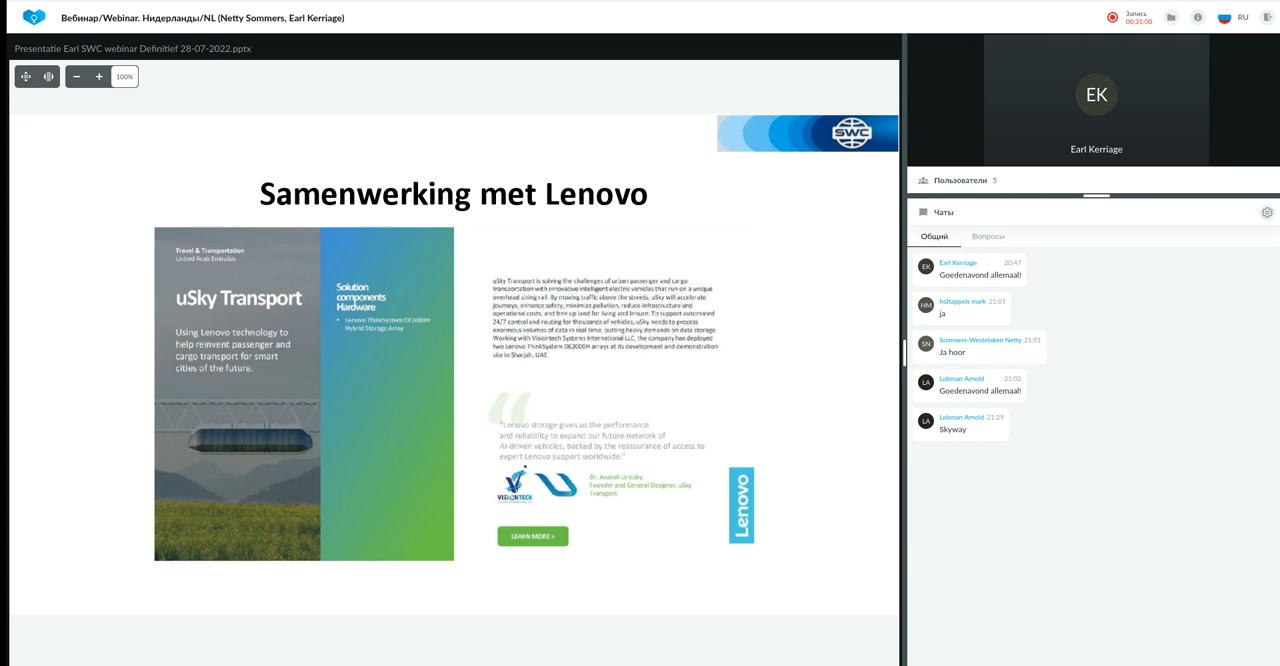 Вебинар/Webinar. Нидерланды/NL (Netty Sommers, Earl Kerriage)
Запись
00:31:00
RU
Presentatie Earl SWC webinar Definitief 28-07-2022.pptx
100%
SWC
Samenwerking met Lenovo
Travel & Transportation
United Arab Emirates
uSky Transport
Using Lenovo technology to
help reinvent passenger and
cargo transport for smart
cities of the future.
Solution
components
Hardware
• Lenovo ThinkSystem DE2000H
Hybrid Storage Array
uSky Transport is solving the challenges of urban passenger and cargo
transportation with innovative intelligent electric vehicles that run on a unique
overhead string rail. By moving traffic above the streets, uSky will accelerate
journeys, enhance safety, minimize pollution, reduce infrastructure and
operational costs, and free up land for living and leisure. To support automated
24/7 control and routing for thousands of vehicles, uSky needs to process
enormous volumes of data in real time, putting heavy demands on data storage
Working with Visiontech Systems International LLC, the company has deployed
two Lenovo ThinkSystem DE2000H arrays at its development and demonstration
site in Sharjah, UAE.
"Lenovo storage gives us the performance
and reliability to expand our future network of
AI-driven vehicles, backed by the reassurance of access to
expert Lenovo support worldwide."
VISIONTECH
Dr. Anatoli Unitsky,
Founder and General Designer, uSky
Transport
LEARN MORE >
Lenovo
EK
Earl Kerriage
Пользователи 5
Чаты
Общий Вопросы
EK
Earl Kerriage 20:47
Goedenavond allemaal!
HM
holtappels mark 21:01
ja
SN
Sommers-Westelaken Netty 21:01
Ja hoor
LA
Lobman Arnold 21:02
Goedenavond allemaal!
LA
Lobman Arnold 21:29
Skyway